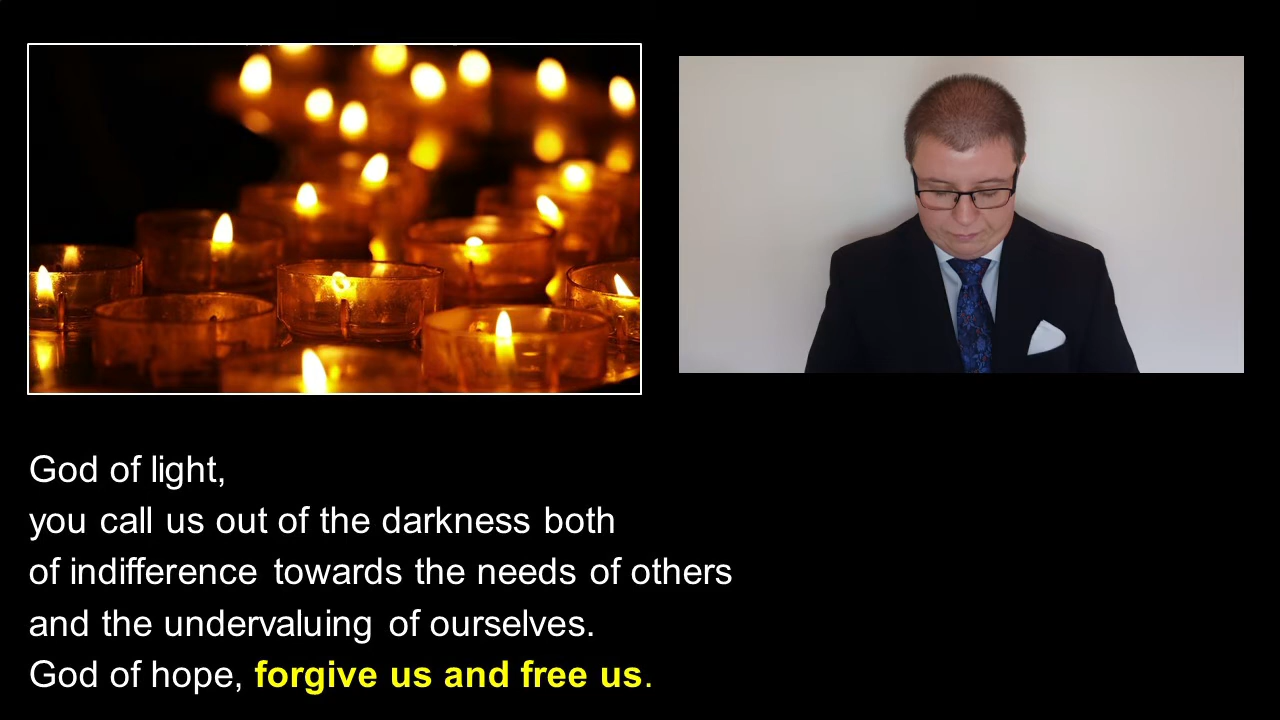 God of light,
you call us out of the darkness both
of indifference towards the needs of others
and the undervaluing of ourselves.
God of hope, forgive us and free us.